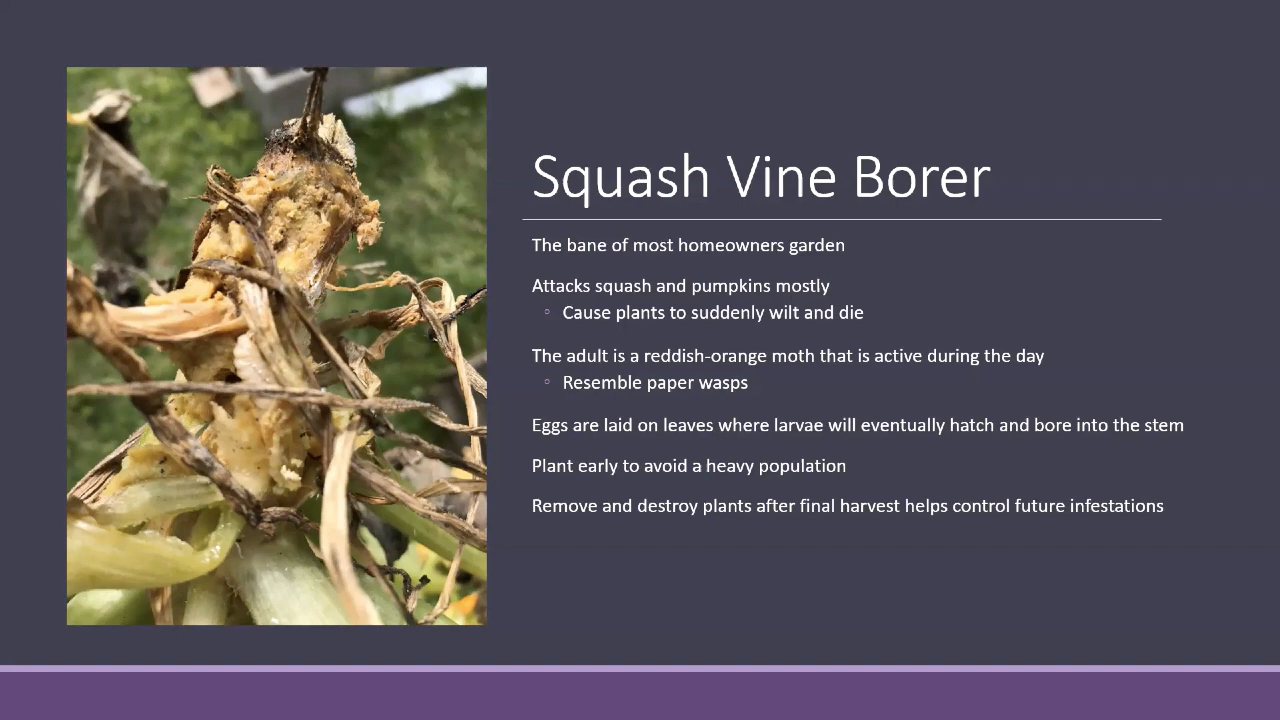 Squash Vine Borer
The bane of most homeowners garden
Attacks squash and pumpkins mostly
◦ Cause plants to suddenly wilt and die
The adult is a reddish-orange moth that is active during the day
◦ Resemble paper wasps
Eggs are laid on leaves where larvae will eventually hatch and bore into the stem
Plant early to avoid a heavy population
Remove and destroy plants after final harvest helps control future infestations